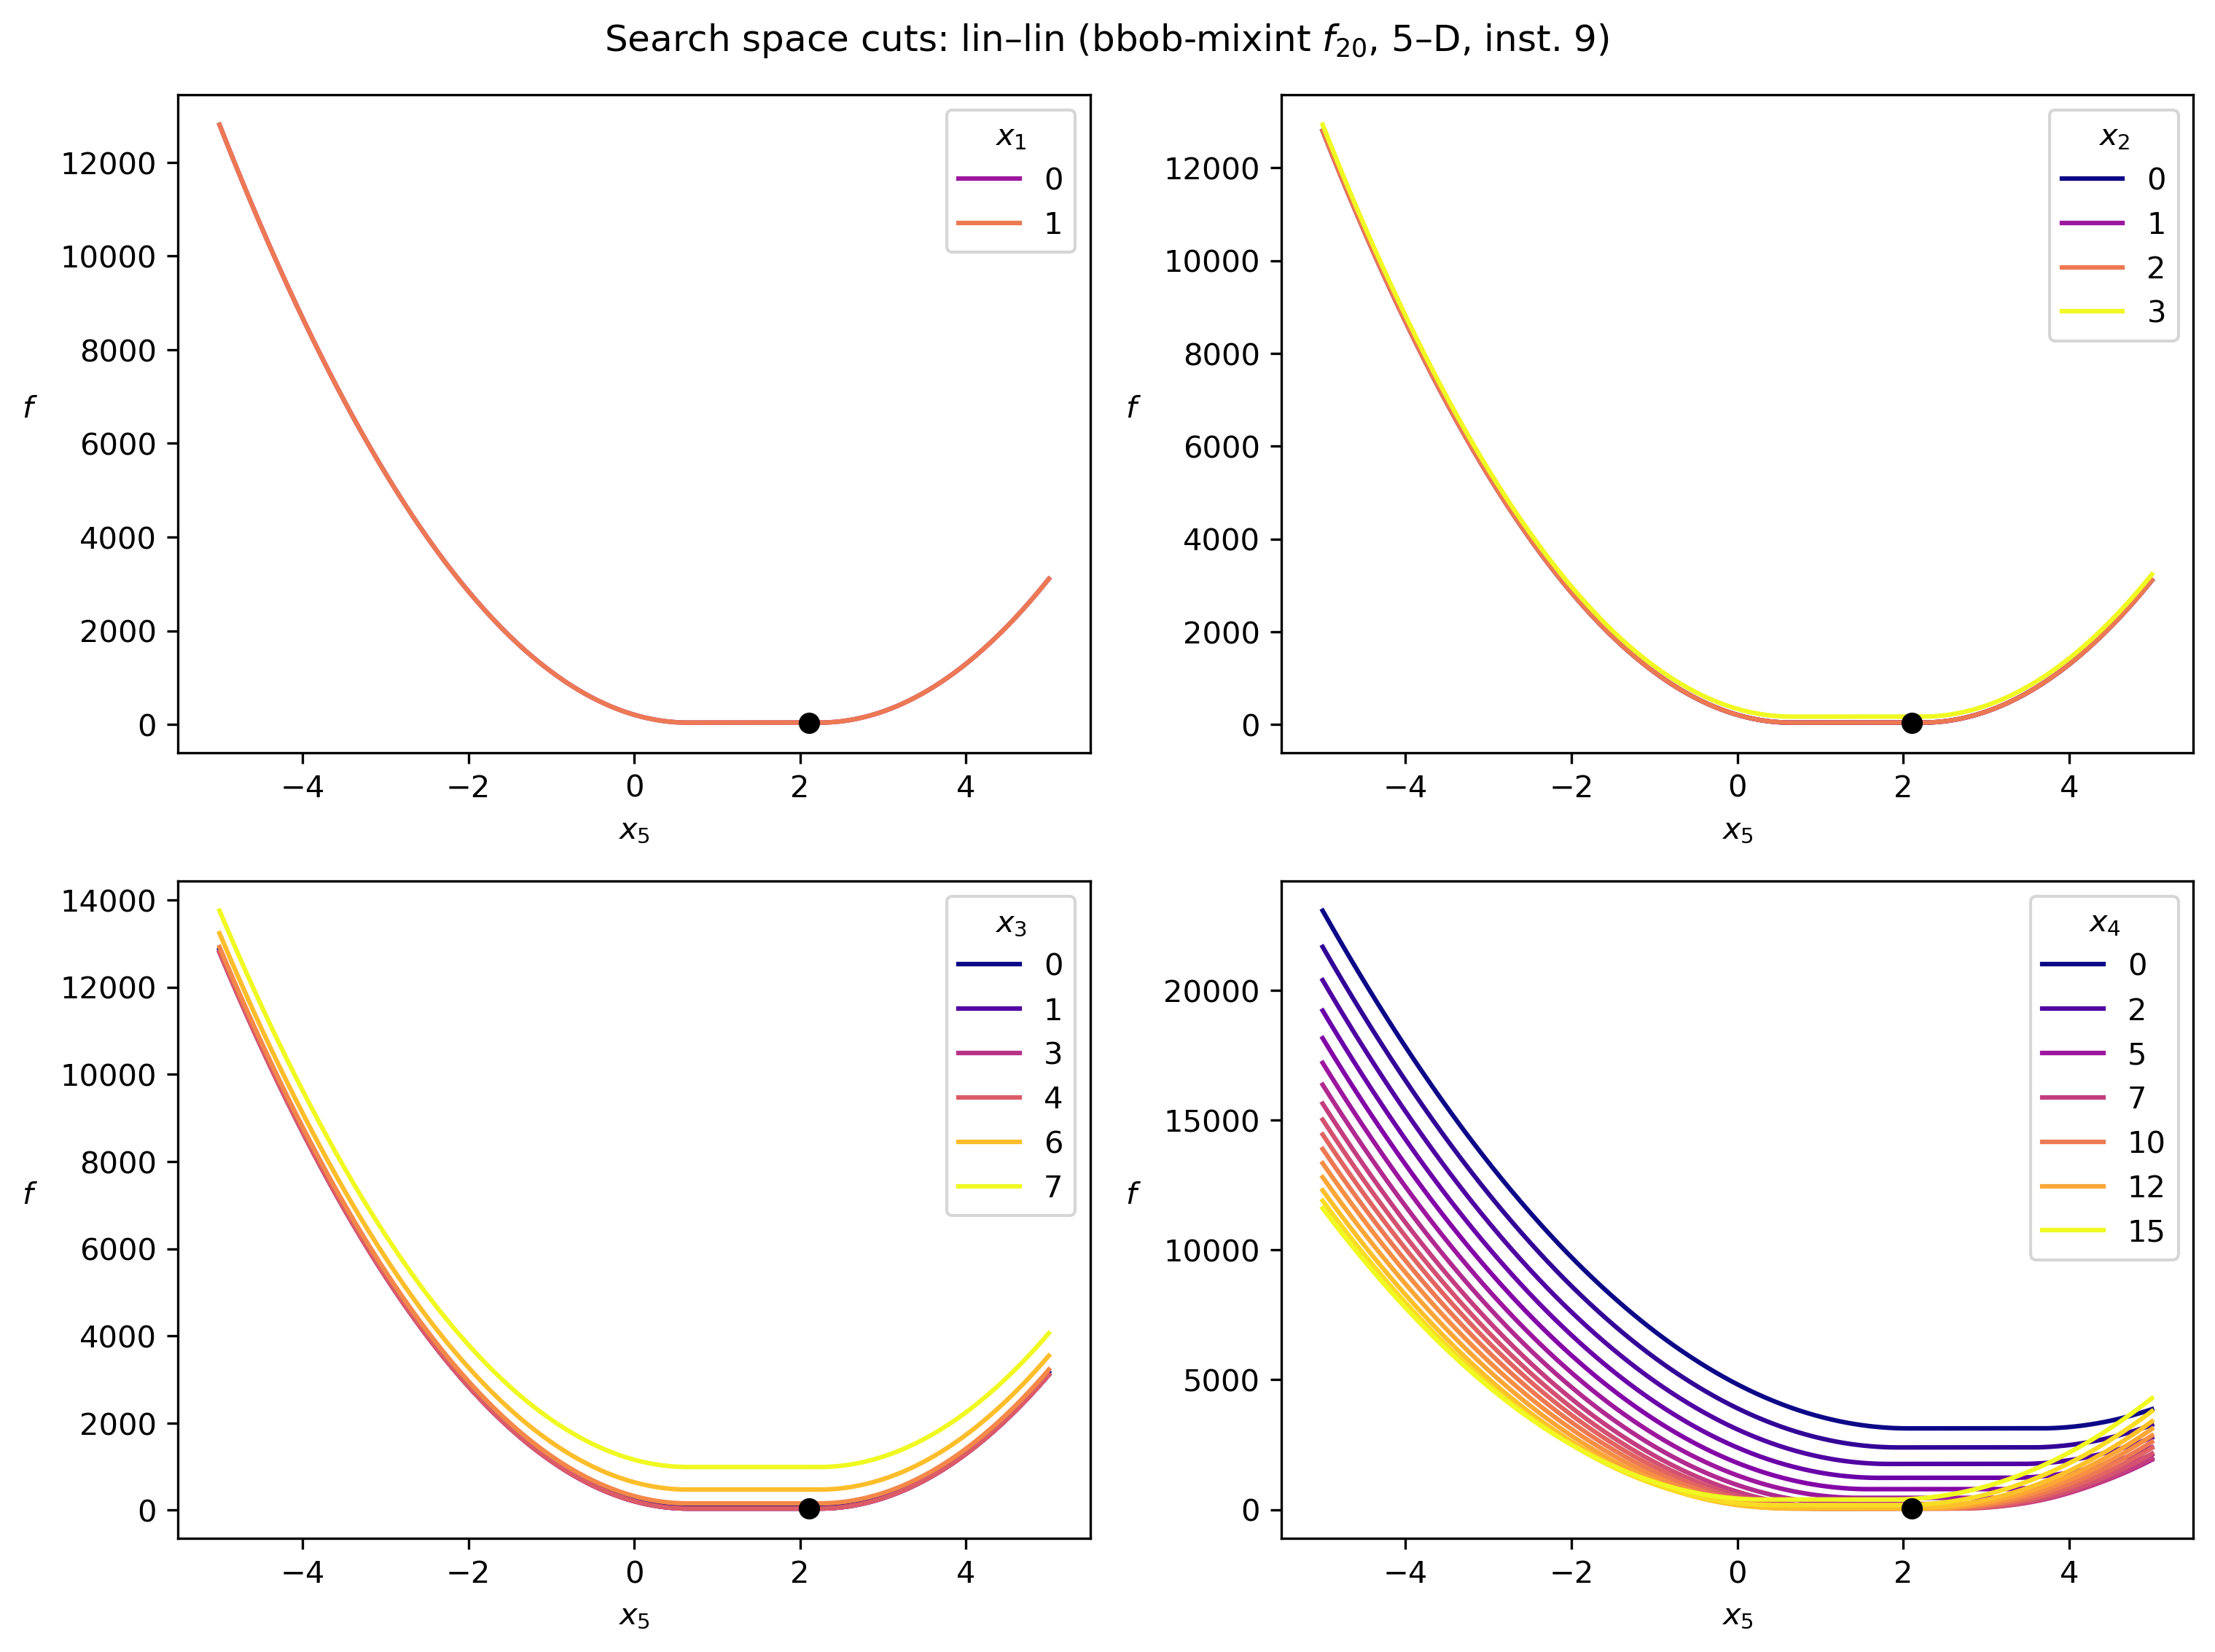 Search space cuts: lin–lin (bbob-mixint f20, 5–D, inst. 9)
x1
0
1
12000
10000
8000
6000
4000
2000
0
f
−4 −2 0 2 4
x5
x2
0
1
2
3
12000
10000
8000
6000
4000
2000
0
f
−4 −2 0 2 4
x5
x3
0
1
3
4
6
7
14000
12000
10000
8000
6000
4000
2000
0
f
−4 −2 0 2 4
x5
x4
0
2
5
7
10
12
15
20000
15000
10000
5000
0
f
−4 −2 0 2 4
x5